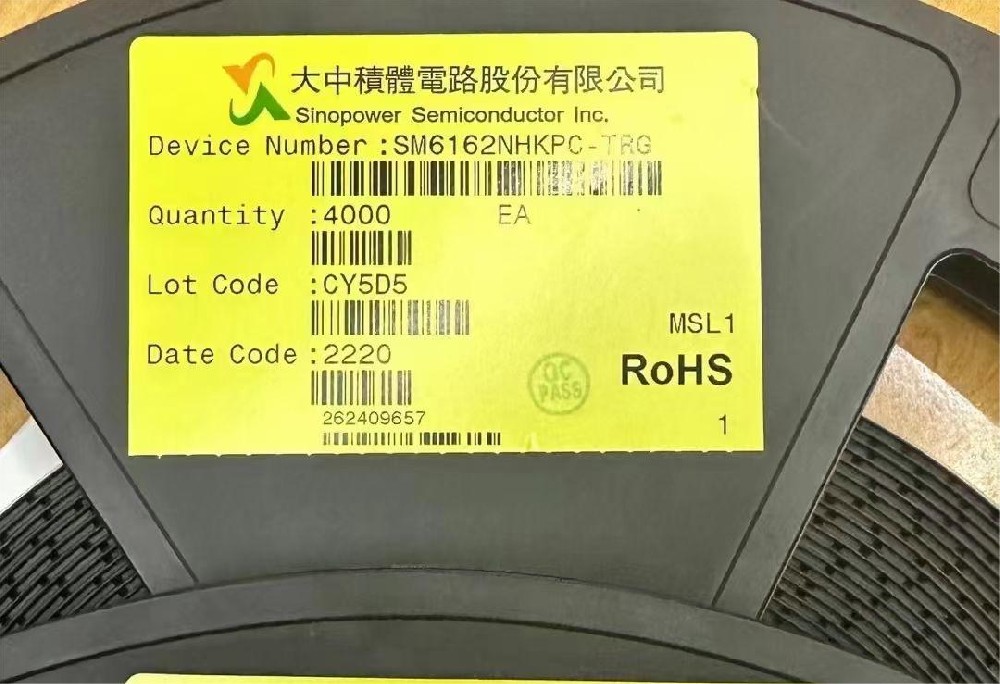 大中積體電路股份有限公司
Sinopower Semiconductor Inc.
Device Number :SM6162NHKPC-TRG
Quantity :4000 EA
Lot Code :CY5D5
MSL1
Date Code :2220
RoHS
QC
PASS
262409657
1